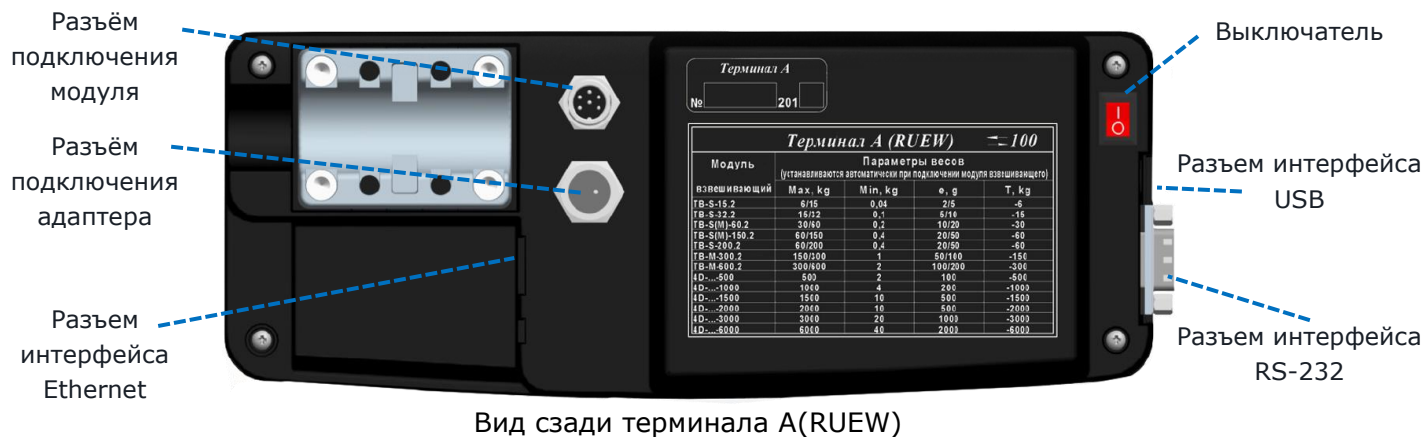 Разъём
подключения
модуля
Разъём
подключения
адаптера
Разъем
интерфейса
Ethernet
Терминал А
№ 201
Терминал А (RUEW) 100
Модуль
взвешивающий
Параметры весов
(устанавливаются автоматически при подключении модуля взвешивающего)
Max, kg Min, kg e, g T, kg
TB-S-15.2 6/15 0,04 2/5 -6
TB-S-32.2 15/32 0,1 5/10 -15
TB-S(M)-60.2 30/60 0,2 10/20 -30
TB-S(M)-150.2 60/150 0,4 20/50 -60
TB-S-200.2 60/200 0,4 20/50 -60
TB-M-300.2 150/300 1 50/100 -150
TB-M-600.2 300/600 2 100/200 -300
4D-...-500 500 2 100 -500
4D-...-1000 1000 4 200 -1000
4D-...-1500 1500 10 500 -1500
4D-...-2000 2000 10 500 -2000
4D-...-3000 3000 20 1000 -3000
4D-...-6000 6000 40 2000 -6000
Выключатель
Разъем интерфейса
USB
Разъем интерфейса
RS-232
Вид сзади терминала А(RUEW)